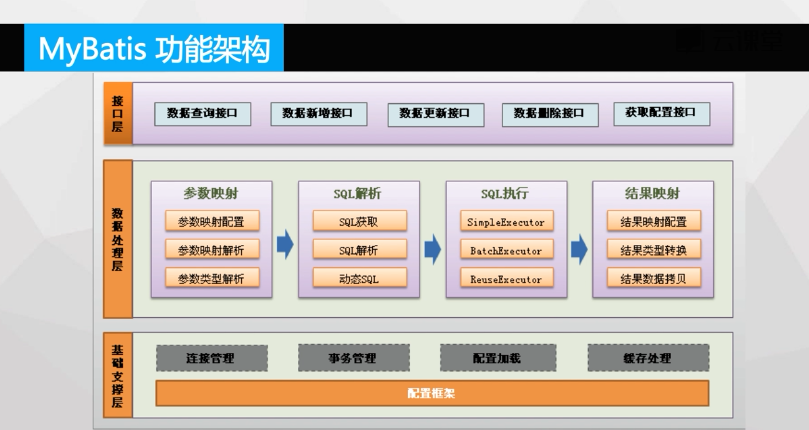 MyBatis 功能架构
接口层
数据查询接口
数据新增接口
数据更新接口
数据删除接口
获取配置接口
数据处理层
参数映射
参数映射配置
参数映射解析
参数类型解析
SQL解析
SQL获取
SQL解析
动态SQL
SQL执行
SimpleExecutor
BatchExecutor
ReuseExecutor
结果映射
结果映射配置
结果类型转换
结果数据拷贝
基础支撑层
连接管理
事务管理
配置加载
缓存处理
配置框架